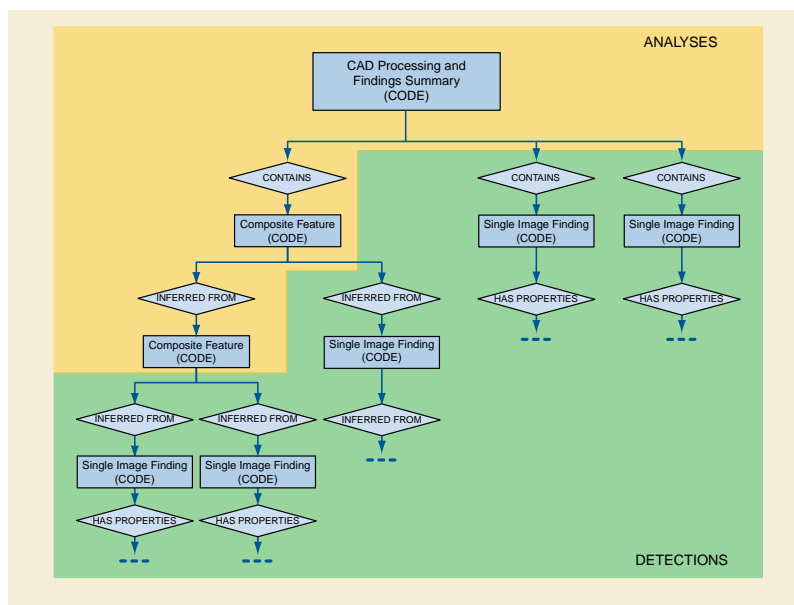 ANALYSES
CAD Processing and
Findings Summary
(CODE)
CONTAINS
CONTAINS
CONTAINS
Composite Feature
(CODE)
Single Image Finding
(CODE)
Single Image Finding
(CODE)
INFERRED FROM
INFERRED FROM
HAS PROPERTIES
HAS PROPERTIES
Composite Feature
(CODE)
Single Image Finding
(CODE)
INFERRED FROM
INFERRED FROM
INFERRED FROM
Single Image Finding
(CODE)
Single Image Finding
(CODE)
HAS PROPERTIES
HAS PROPERTIES
DETECTIONS